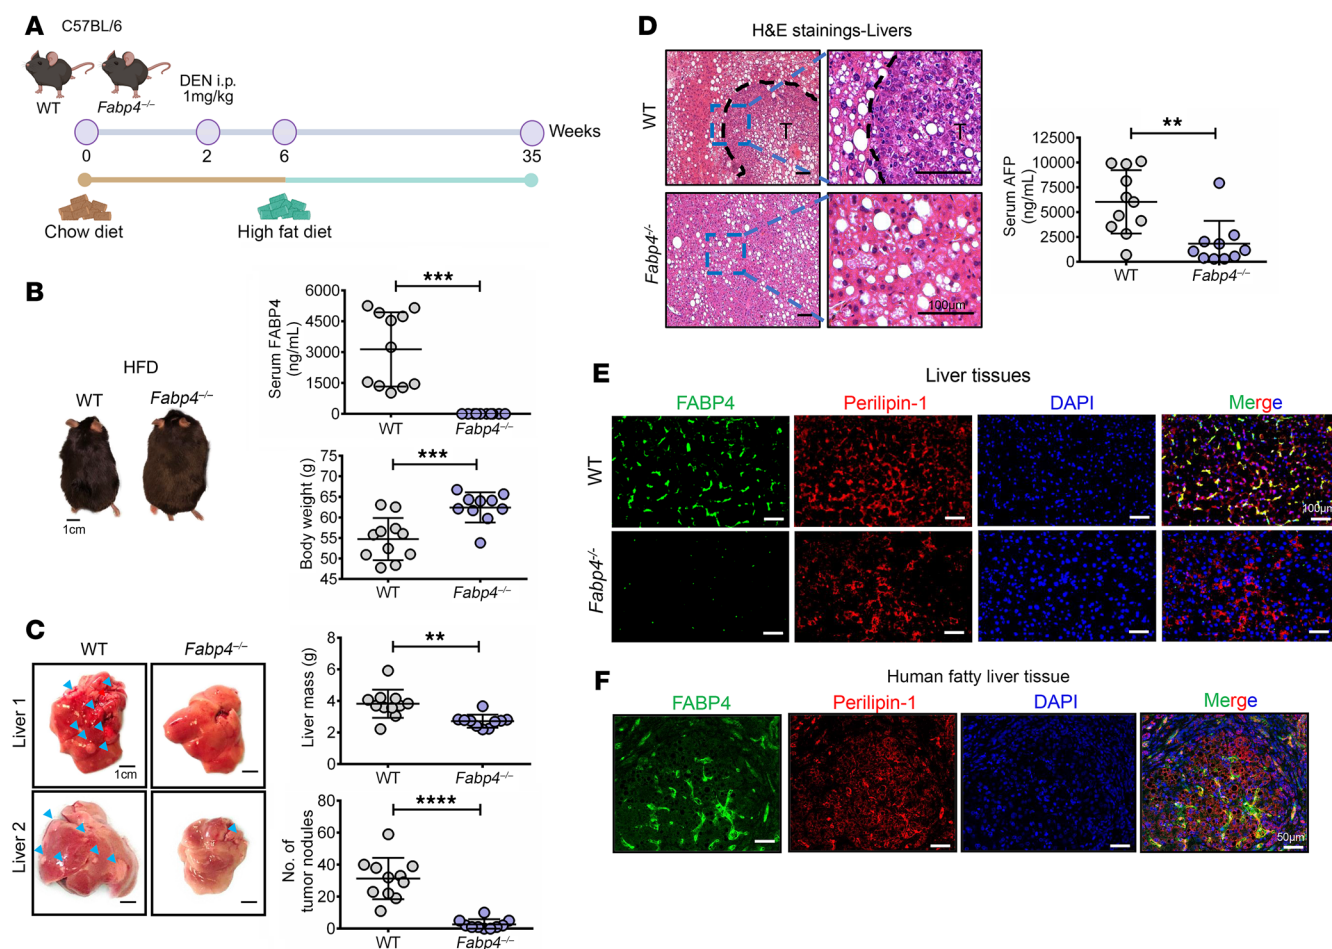 A
C57BL/6
WT
Fabp4–/–
DEN i.p.
1mg/kg
Weeks
0
2
6
35
Chow diet
High fat diet
B
HFD
WT
Fabp4–/–
1cm
Serum FABP4
(ng/mL)
6000
4500
3000
1500
0
***
WT
Fabp4–/–
Body weight (g)
75
70
65
60
55
50
45
***
WT
Fabp4–/–
C
WT
Fabp4–/–
Liver 1
1cm
Liver 2
Liver mass (g)
8
6
4
2
0
**
WT
Fabp4–/–
No. of
tumor nodules
80
60
40
20
0
****
WT
Fabp4–/–
D
H&E stainings-Livers
WT
T
T
Fabp4–/–
100μm
Serum AFP
(ng/mL)
12500
10000
7500
5000
2500
0
**
WT
Fabp4–/–
E
Liver tissues
FABP4
Perilipin-1
DAPI
Merge
WT
100μm
Fabp4–/–
F
Human fatty liver tissue
FABP4
Perilipin-1
DAPI
Merge
50μm